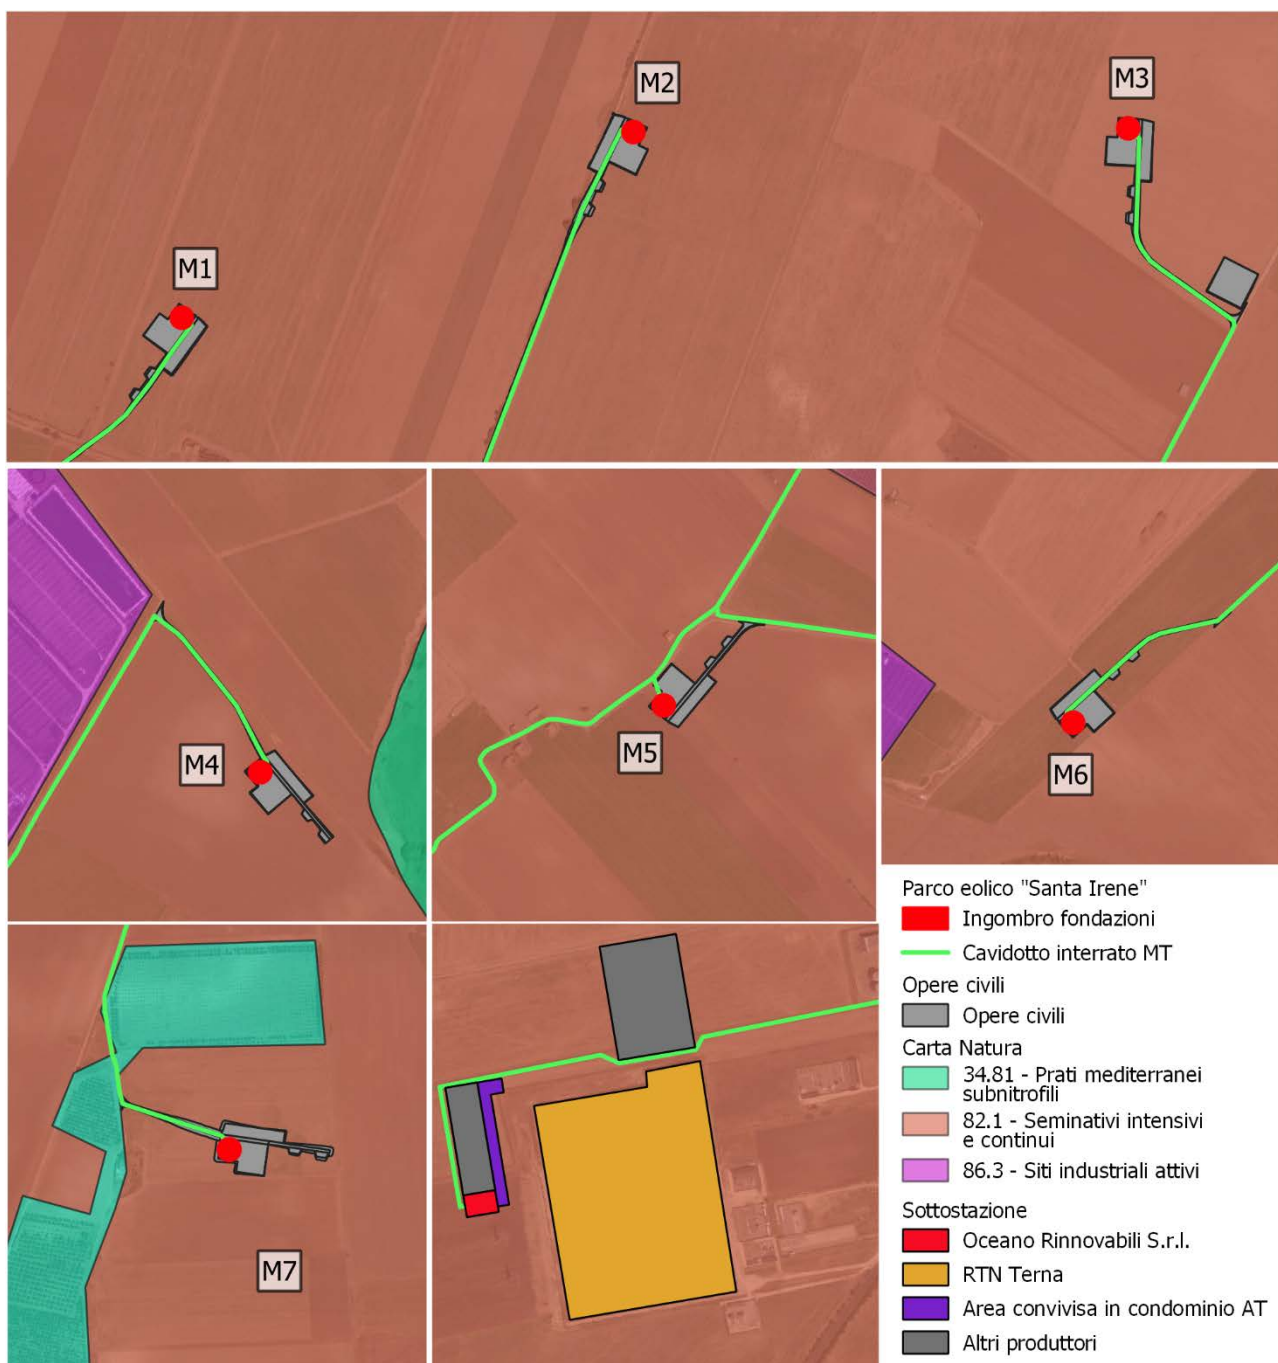 M1
M2
M3
M4
M5
M6
M7
Parco eolico "Santa Irene"
Ingombro fondazioni
Cavidotto interrato MT
Opere civili
Opere civili
Carta Natura
34.81 - Prati mediterranei
subnitrofili
82.1 - Seminativi intensivi
e continui
86.3 - Siti industriali attivi
Sottostazione
Oceano Rinnovabili S.r.l.
RTN Terna
Area convivisa in condominio AT
Altri produttori